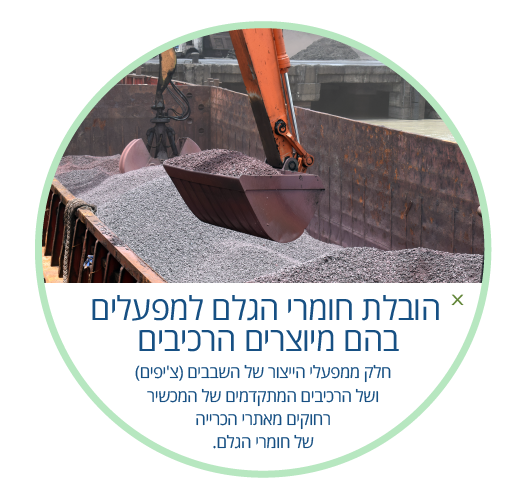 הובלת חומרי הגלם למפעלים
בהם מיוצרים הרכיבים
חלק ממפעלי הייצור של השבבים (צ'יפים)
ושל הרכיבים המתקדמים של המכשיר
רחוקים מאתרי הכרייה
של חומרי הגלם.